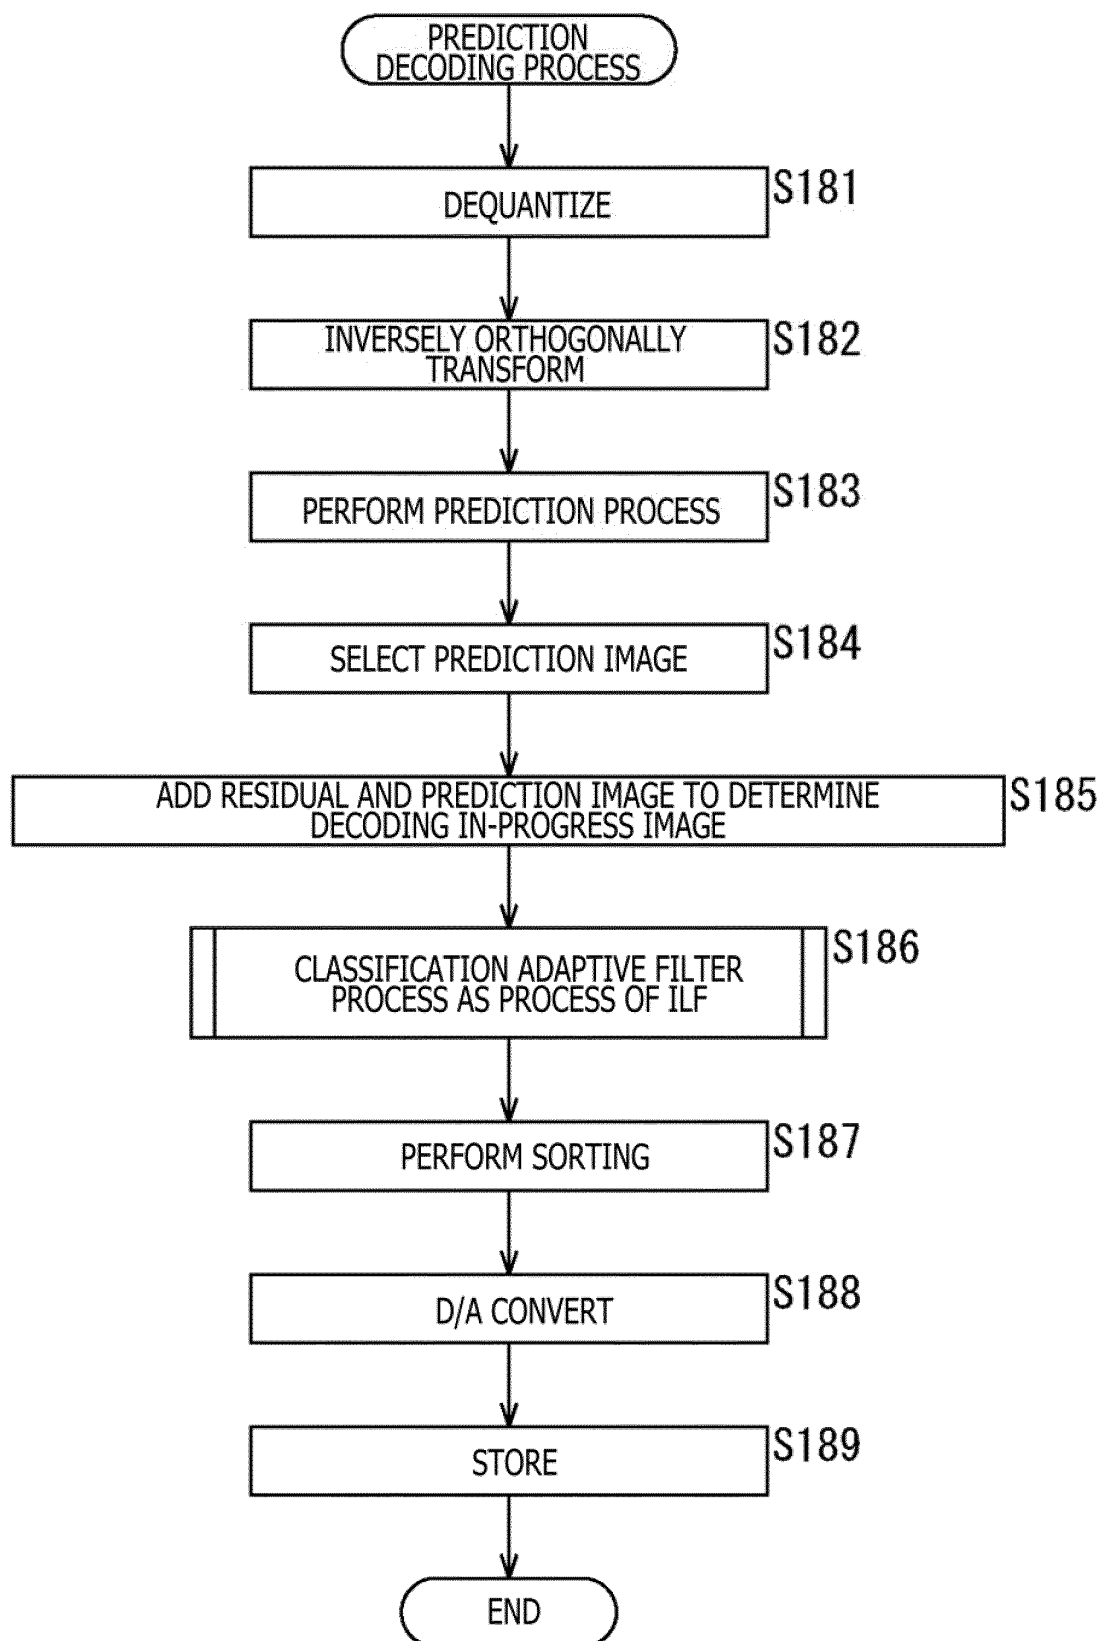 PREDICTION
DECODING PROCESS
S181
DEQUANTIZE
S182
INVERSELY ORTHOGONALLY
TRANSFORM
S183
PERFORM PREDICTION PROCESS
S184
SELECT PREDICTION IMAGE
S185
ADD RESIDUAL AND PREDICTION IMAGE TO DETERMINE
DECODING IN-PROGRESS IMAGE
S186
CLASSIFICATION ADAPTIVE FILTER
PROCESS AS PROCESS OF ILF
S187
PERFORM SORTING
S188
D/A CONVERT
S189
STORE
END